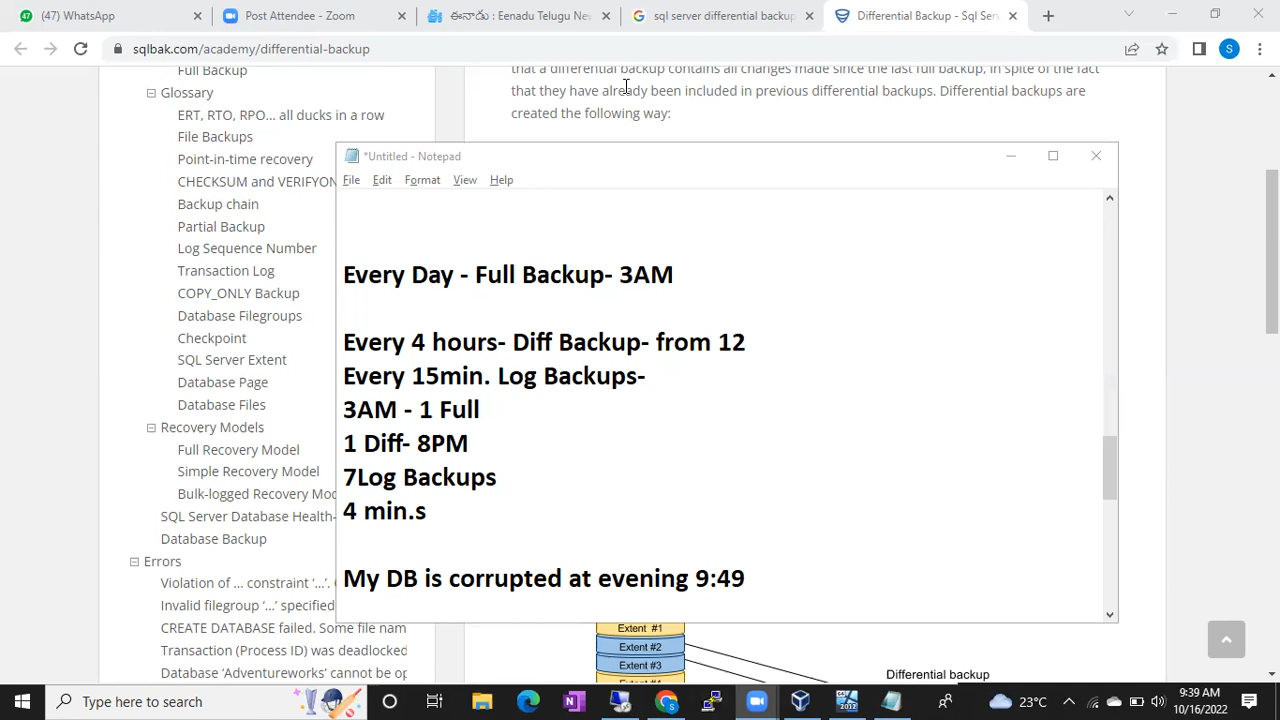 (47) WhatsApp
Post Attendee - Zoom
ఈనాడు : Eenadu Telugu Ne
sql server differential backup
Differential Backup - Sql Ser
sqlbak.com/academy/differential-backup
S
Full Backup
Glossary
ERT, RTO, RPO... all ducks in a row
File Backups
Point-in-time recovery
CHECKSUM and VERIFYON
Backup chain
Partial Backup
Log Sequence Number
Transaction Log
COPY_ONLY Backup
Database Filegroups
Checkpoint
SQL Server Extent
Database Page
Database Files
Recovery Models
Full Recovery Model
Simple Recovery Model
Bulk-logged Recovery Mod
SQL Server Database Health-
Database Backup
Errors
Violation of ... constraint ‘...’.
Invalid filegroup ‘...’ specified
CREATE DATABASE failed. Some file nam
Transaction (Process ID) was deadlocked
Database ‘Adventureworks’ cannot be op
that a differential backup contains all changes made since the last full backup, in spite of the fact
that they have already been included in previous differential backups. Differential backups are
created the following way:
*Untitled - Notepad
File Edit Format View Help
Every Day - Full Backup- 3AM
Every 4 hours- Diff Backup- from 12
Every 15min. Log Backups-
3AM - 1 Full
1 Diff- 8PM
7Log Backups
4 min.s
My DB is corrupted at evening 9:49
Extent #1
Extent #2
Extent #3
Differential backup
Type here to search
23°C
9:39 AM
10/16/2022